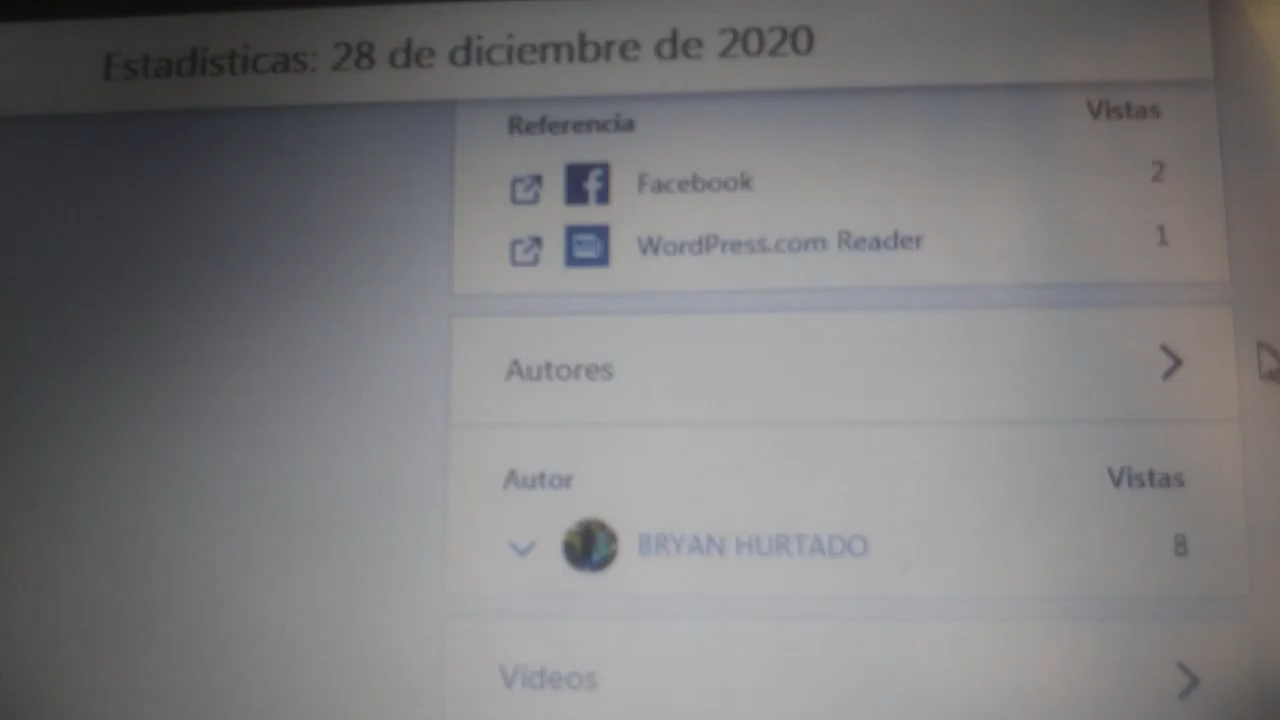 Estadísticas: 28 de diciembre de 2020
Referencia Vistas
Facebook 2
WordPress.com Reader 1
Autores
Autor Vistas
BRYAN HURTADO 8
Vídeos